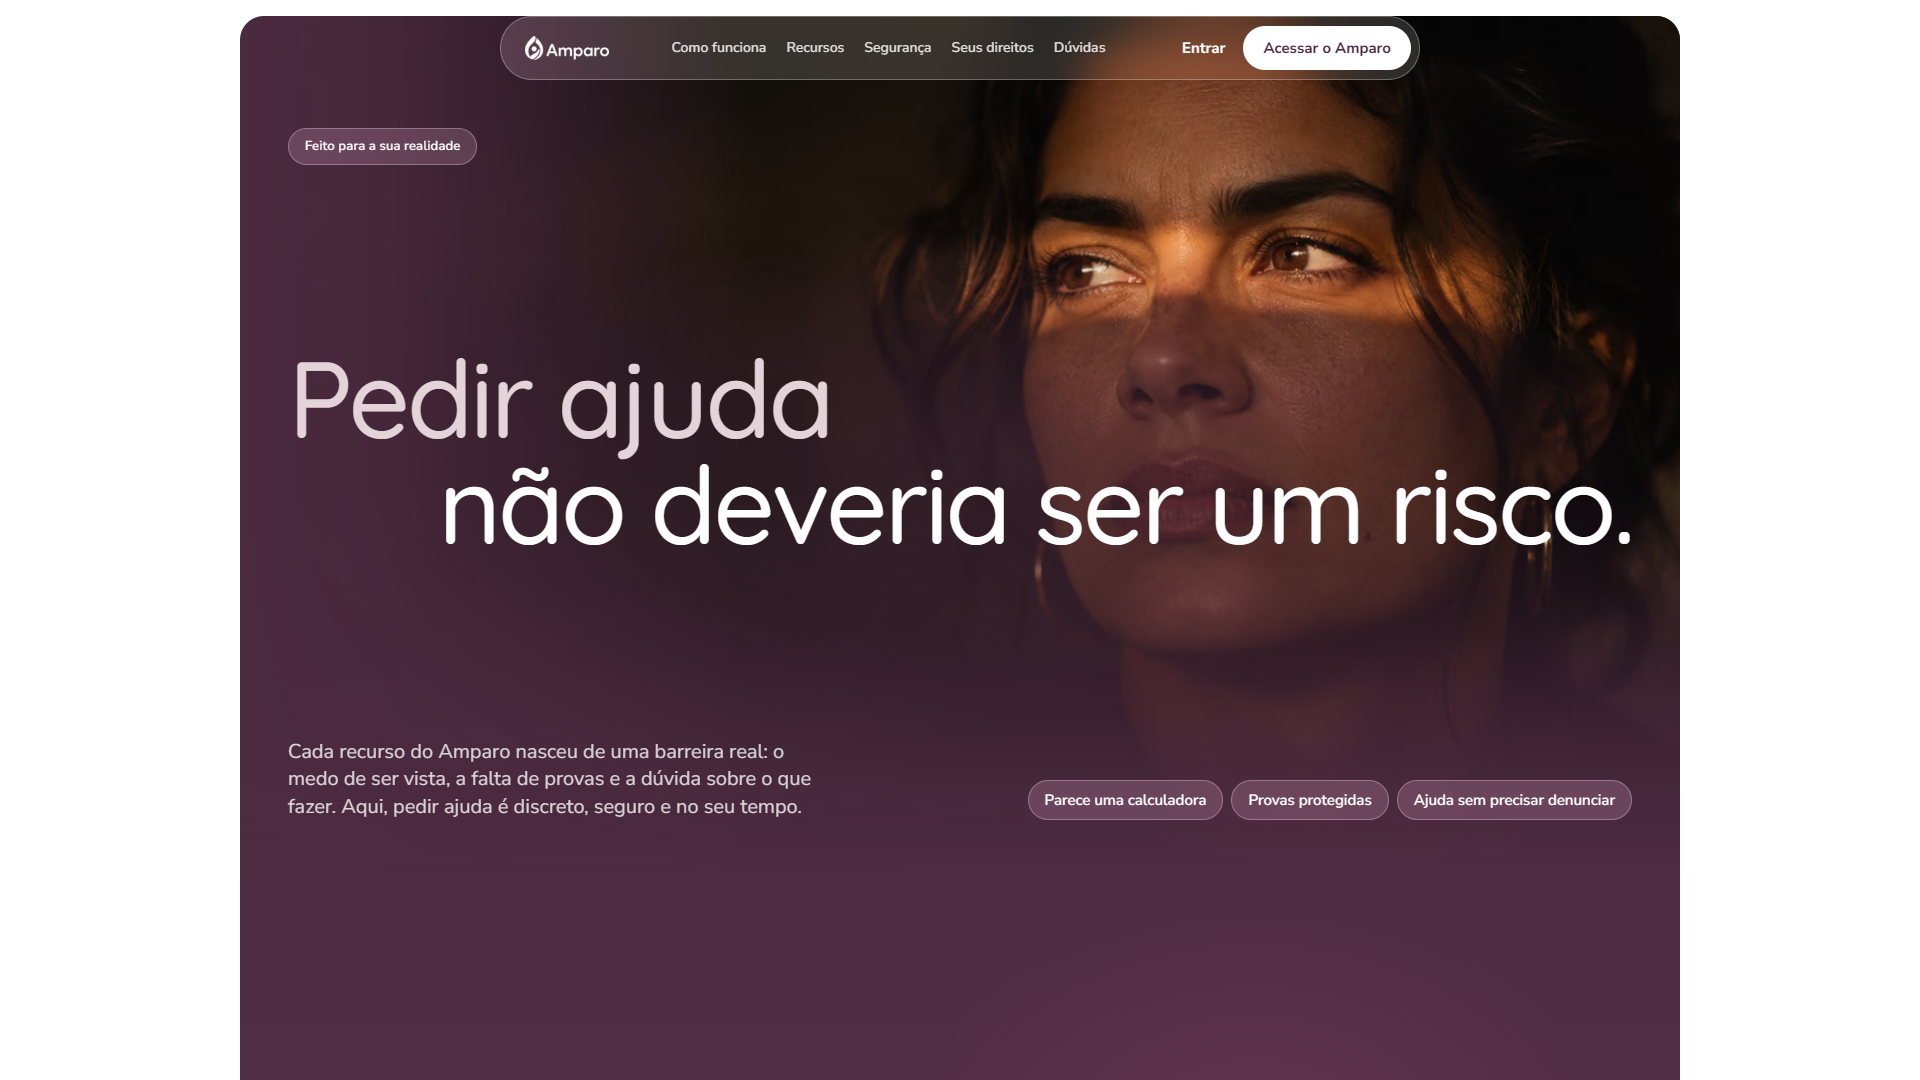 Amparo
Como funciona
Recursos
Segurança
Seus direitos
Dúvidas
Entrar
Acessar o Amparo
Feito para a sua realidade
Pedir ajuda
não deveria ser um risco.
Cada recurso do Amparo nasceu de uma barreira real: o
medo de ser vista, a falta de provas e a dúvida sobre o que
fazer. Aqui, pedir ajuda é discreto, seguro e no seu tempo.
Parece uma calculadora
Provas protegidas
Ajuda sem precisar denunciar